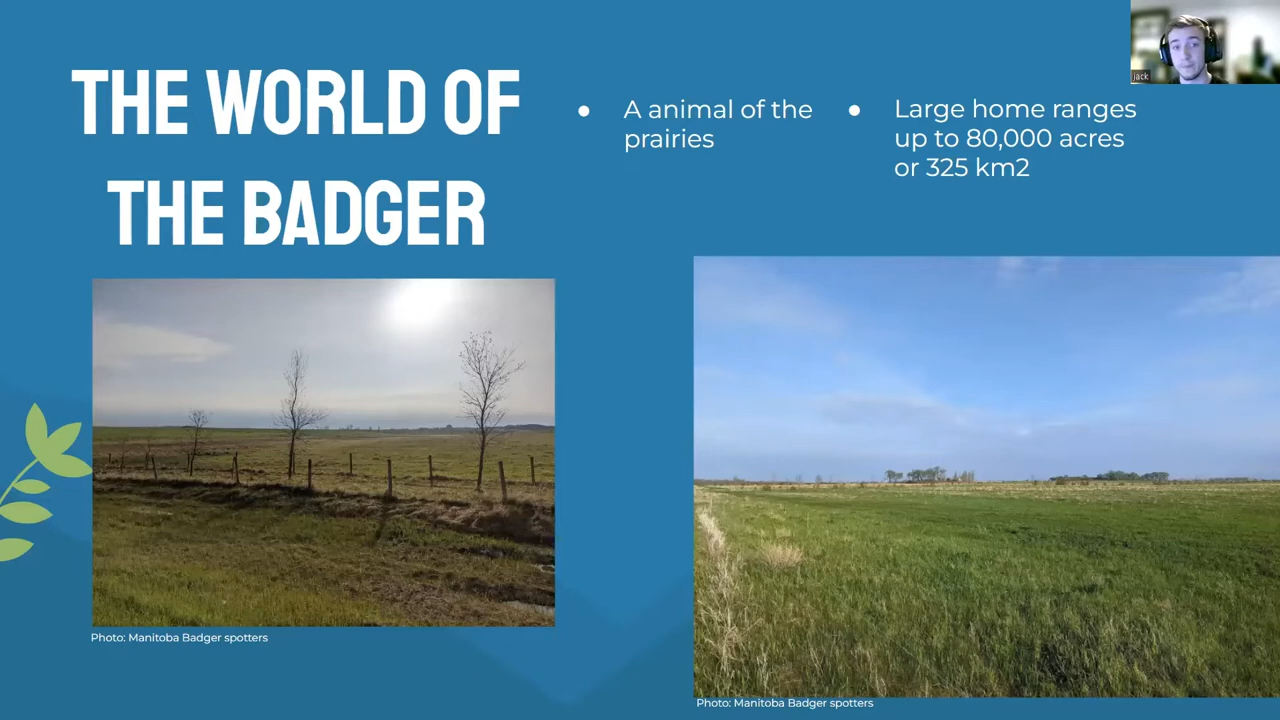 THE WORLD OF
THE BADGER
● A animal of the
prairies
● Large home ranges
up to 80,000 acres
or 325 km2
jack
Photo: Manitoba Badger spotters
Photo: Manitoba Badger spotters